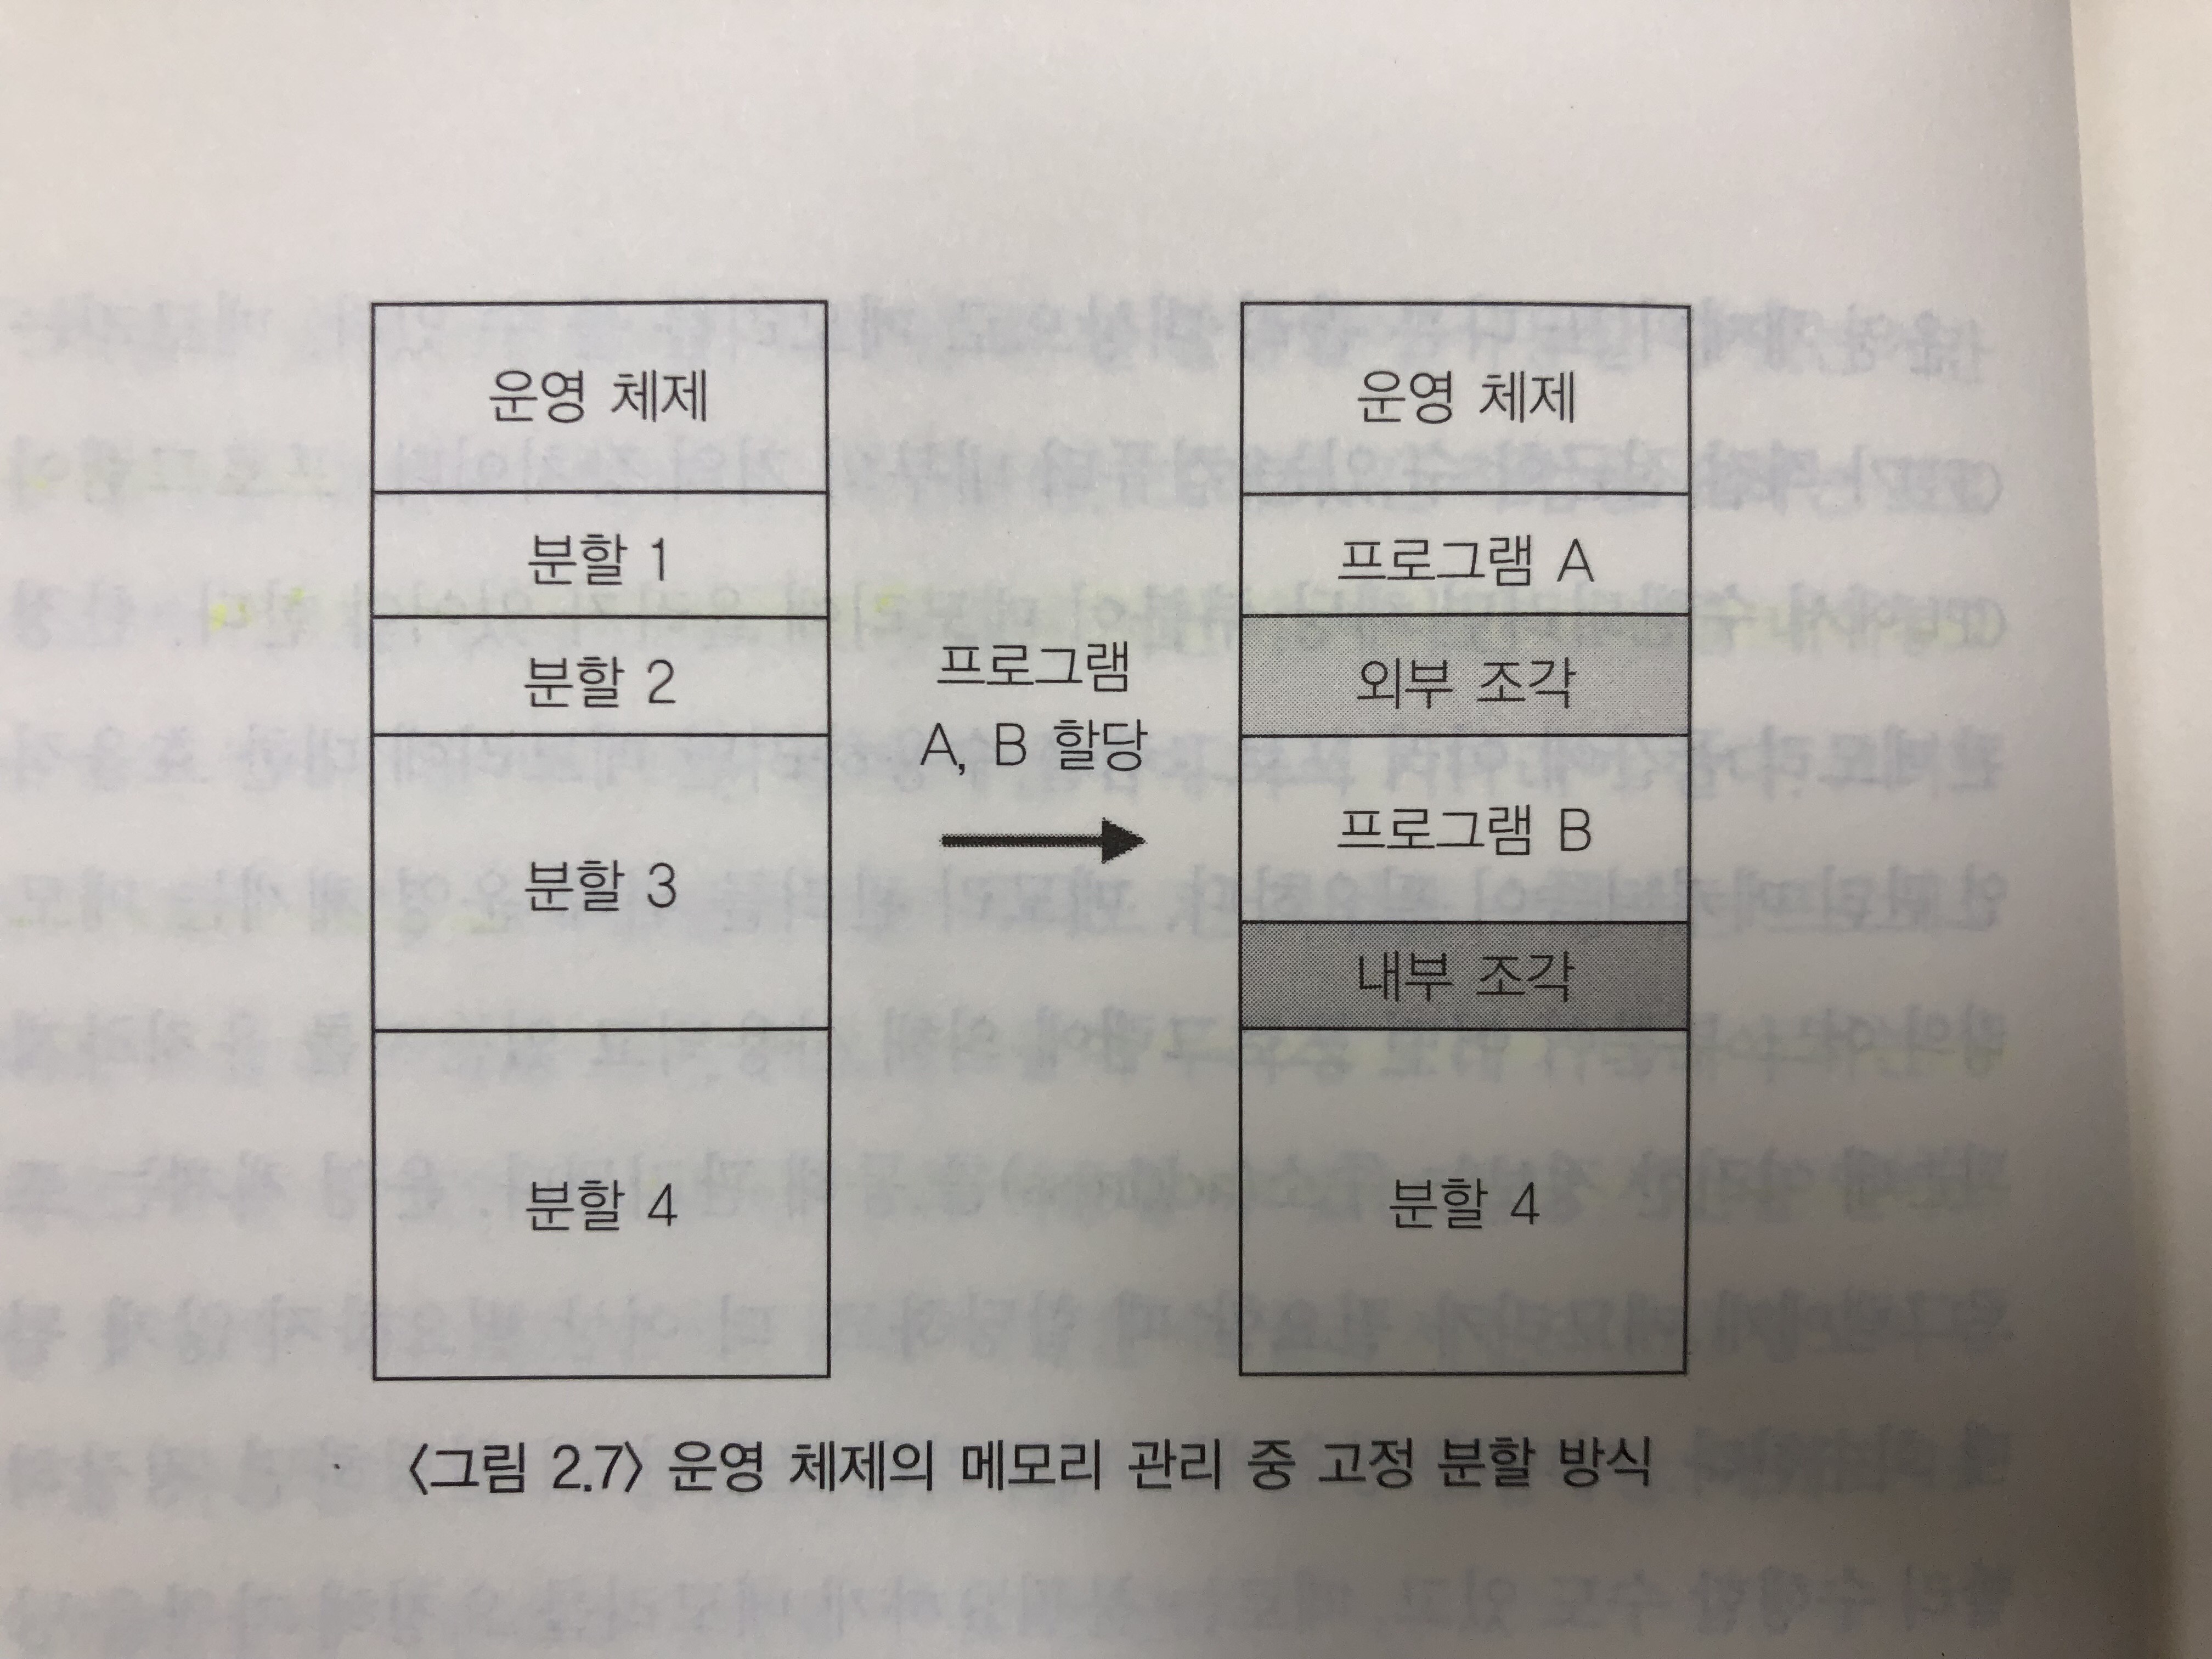 운영 체제
분할 1
분할 2
분할 3
분할 4
프로그램
A, B 할당
운영 체제
프로그램 A
외부 조각
프로그램 B
내부 조각
분할 4
〈그림 2.7〉 운영 체제의 메모리 관리 중 고정 분할 방식